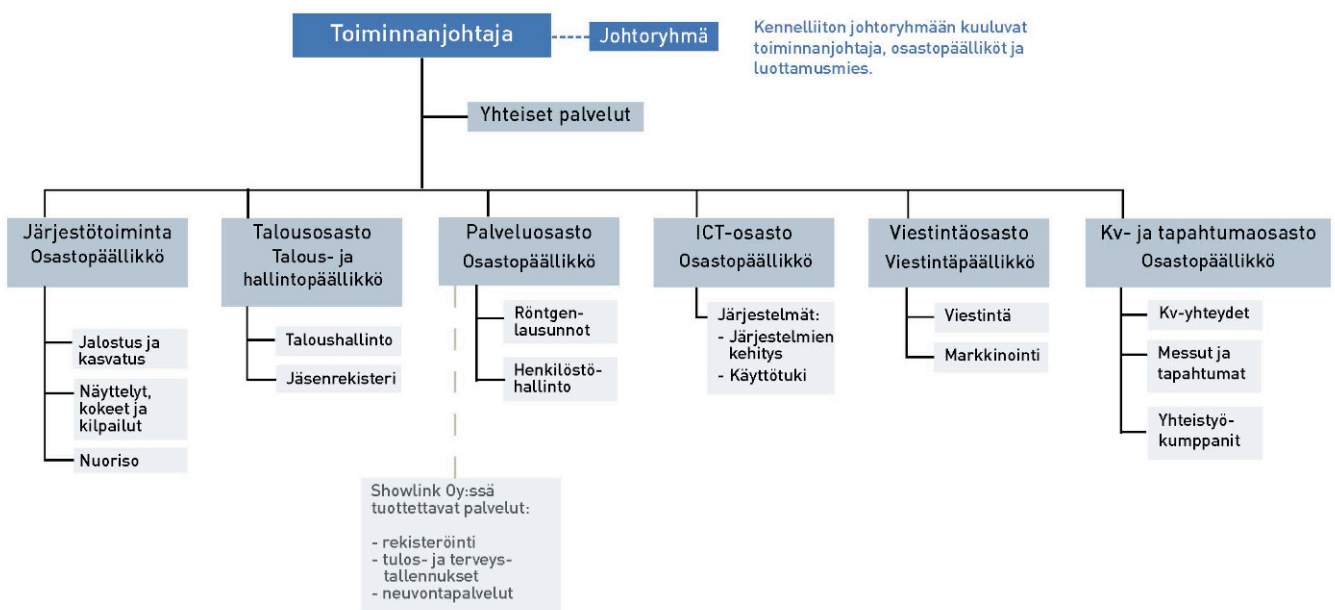 Toiminnanjohtaja
Johtoryhmä
Kennelliiton johtoryhmään kuuluvat
toiminnanjohtaja, osastopäälliköt ja
luottamusmies.
Yhteiset palvelut
Järjestötoiminta
Osastopäällikkö
Jalostus ja
kasvatus
Näyttelyt,
kokeet ja
kilpailut
Nuoriso
Talousosasto
Talous- ja
hallintopäällikkö
Taloushallinto
Jäsenrekisteri
Palveluosasto
Osastopäällikkö
Röntgen-
lausunnot
Henkilöstö-
hallinto
Showlink Oy:ssä
tuottettavat palvelut:
- rekisteröinti
- tulos- ja terveys-
tallennukset
- neuvontapalvelut
ICT-osasto
Osastopäällikkö
Järjestelmät:
- Järjestelmien
kehitys
- Käyttötuki
Viestintäosasto
Viestintäpäällikkö
Viestintä
Markkinointi
Kv- ja tapahtumaosasto
Osastopäällikkö
Kv-yhteydet
Messut ja
tapahtumat
Yhteistyö-
kumppanit